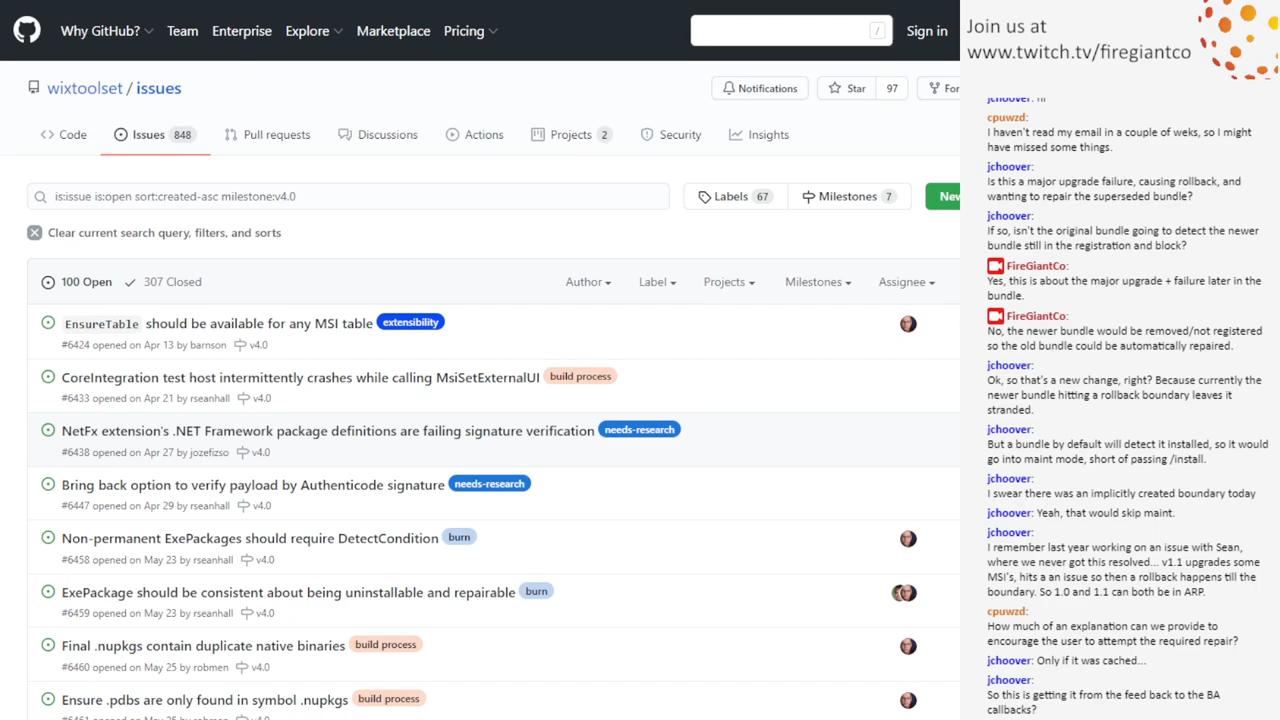 Why GitHub? Team Enterprise Explore Marketplace Pricing / Sign in
wixtoolset / issues Notifications Star 97 For
Code Issues 848 Pull requests Discussions Actions Projects 2 Security Insights
is:issue is:open sort:created-asc milestone:v4.0 Labels 67 Milestones 7 New
Clear current search query, filters, and sorts
100 Open 307 Closed Author Label Projects Milestones Assignee
EnsureTable should be available for any MSI table extensibility
#6424 opened on Apr 13 by barnson v4.0
CoreIntegration test host intermittently crashes while calling MsiSetExternalUI build process
#6433 opened on Apr 21 by rseanhall v4.0
NetFx extension's .NET Framework package definitions are failing signature verification needs-research
#6438 opened on Apr 27 by jozefizso v4.0
Bring back option to verify payload by Authenticode signature needs-research
#6447 opened on Apr 29 by rseanhall v4.0
Non-permanent ExePackages should require DetectCondition burn
#6458 opened on May 23 by rseanhall v4.0
ExePackage should be consistent about being uninstallable and repairable burn
#6459 opened on May 23 by rseanhall v4.0
Final .nupkgs contain duplicate native binaries build process
#6460 opened on May 25 by robmen v4.0
Ensure .pdbs are only found in symbol .nupkgs build process
Join us at
www.twitch.tv/firegiantco
jchoover: hi
cpuwzd:
I haven't read my email in a couple of weks, so I might
have missed some things.
jchoover:
Is this a major upgrade failure, causing rollback, and
wanting to repair the superseded bundle?
jchoover:
If so, isn't the original bundle going to detect the newer
bundle still in the registration and block?
FireGiantCo:
Yes, this is about the major upgrade + failure later in the
bundle.
FireGiantCo:
No, the newer bundle would be removed/not registered
so the old bundle could be automatically repaired.
jchoover:
Ok, so that's a new change, right? Because currently the
newer bundle hitting a rollback boundary leaves it
stranded.
jchoover:
But a bundle by default will detect it installed, so it would
go into maint mode, short of passing /install.
jchoover:
I swear there was an implicitly created boundary today
jchoover: Yeah, that would skip maint.
jchoover:
I remember last year working on an issue with Sean,
where we never got this resolved... v1.1 upgrades some
MSI's, hits a an issue so then a rollback happens till the
boundary. So 1.0 and 1.1 can both be in ARP.
cpuwzd:
How much of an explanation can we provide to
encourage the user to attempt the required repair?
jchoover: Only if it was cached...
jchoover:
So this is getting it from the feed back to the BA
callbacks?